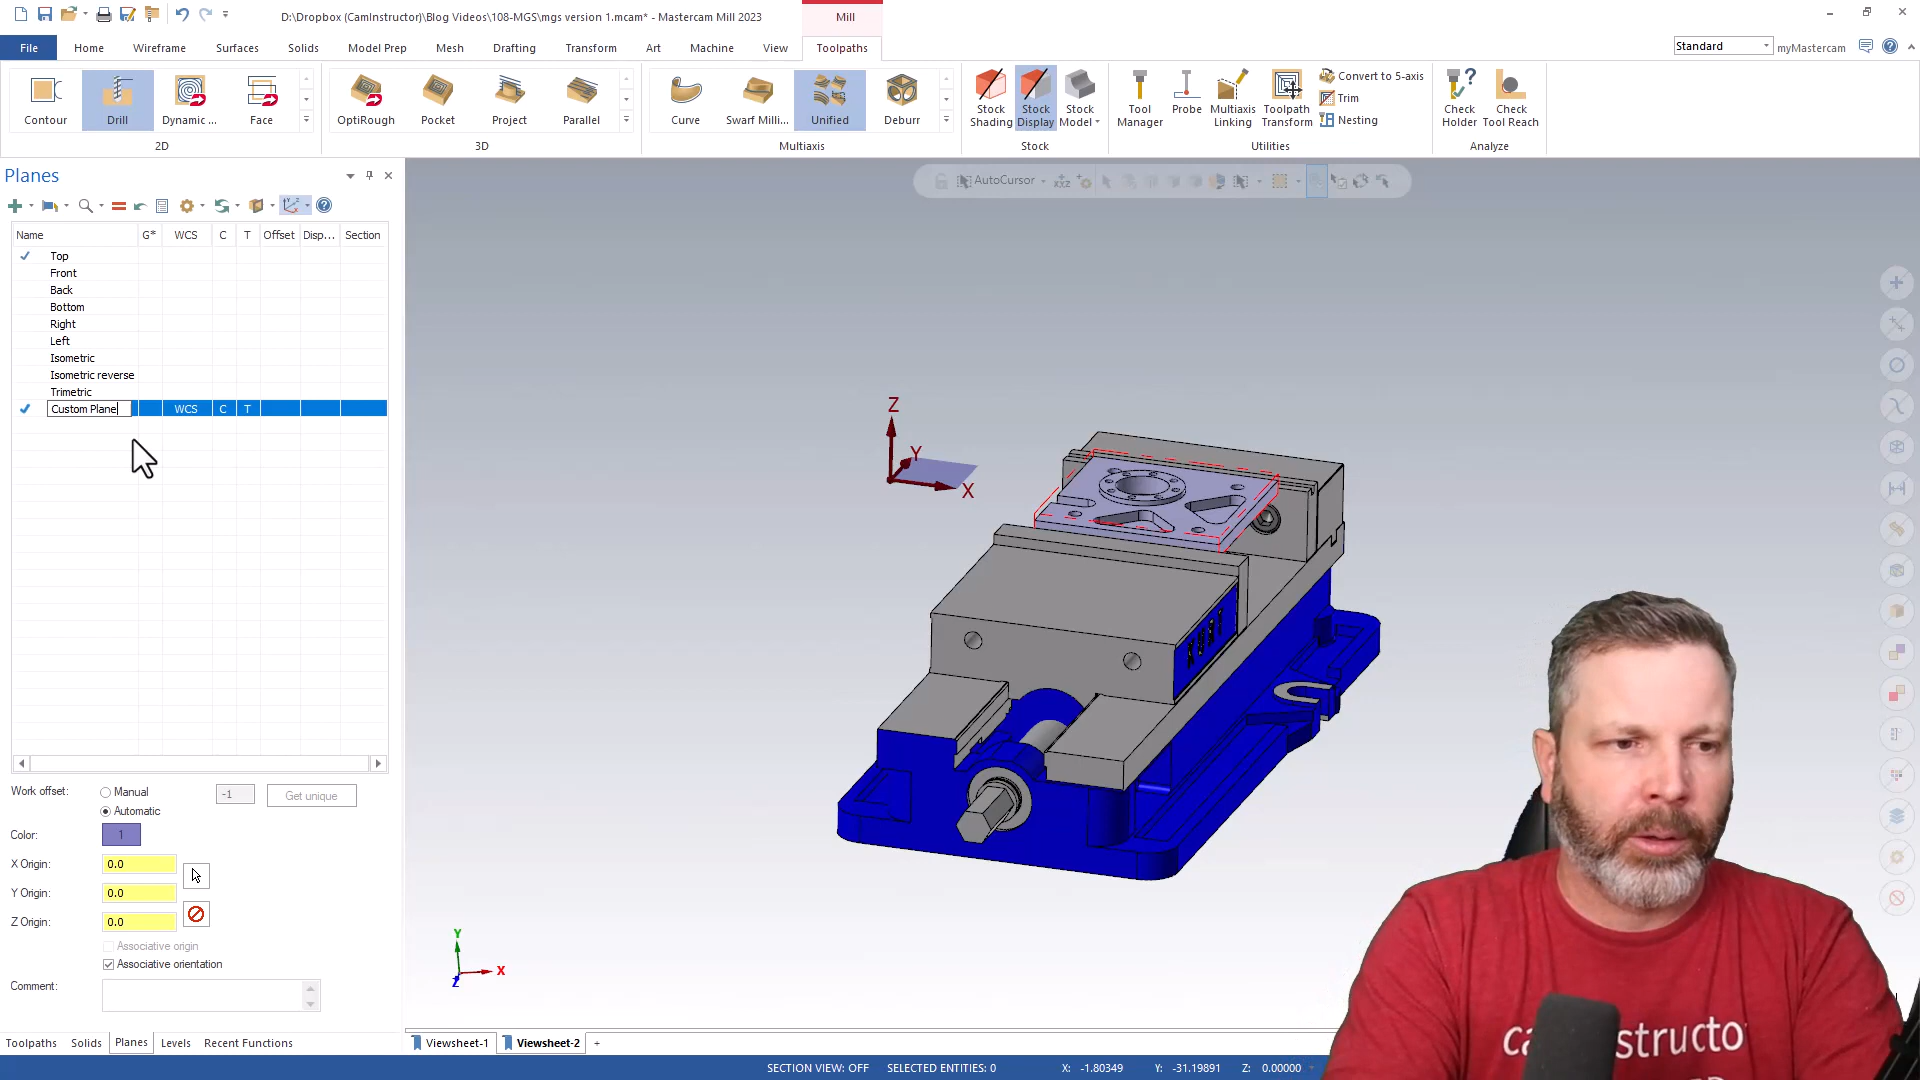 D:\Dropbox (CamInstructor)\Blog Videos\108-MGS\mgs version 1.mcam* - Mastercam Mill 2023
Mill
File Home Wireframe Surfaces Solids Model Prep Mesh Drafting Transform Art Machine View Toolpaths
Standard myMastercam
Contour Drill Dynamic ... Face
2D
OptiRough Pocket Project Parallel
3D
Curve Swarf Milli... Unified Deburr
Multiaxis
Stock Shading Stock Display Stock Model
Stock
Tool Manager Probe Multiaxis Linking Toolpath Transform
Convert to 5-axis
Trim
Nesting
Utilities
Check Holder Check Tool Reach
Analyze
Planes
AutoCursor
Name G* WCS C T Offset Disp... Section
Top
Front
Back
Bottom
Right
Left
Isometric
Isometric reverse
Trimetric
Custom Plane WCS C T
Z
Y
X
KURT
Work offset: Manual -1 Get unique
Automatic
Color: 1
X Origin: 0.0
Y Origin: 0.0
Z Origin: 0.0
Associative origin
Associative orientation
Comment:
Y
X
Z
Toolpaths Solids Planes Levels Recent Functions
Viewsheet-1 Viewsheet-2 +
SECTION VIEW: OFF SELECTED ENTITIES: 0 X: -1.80349 Y: -31.19891 Z: 0.00000